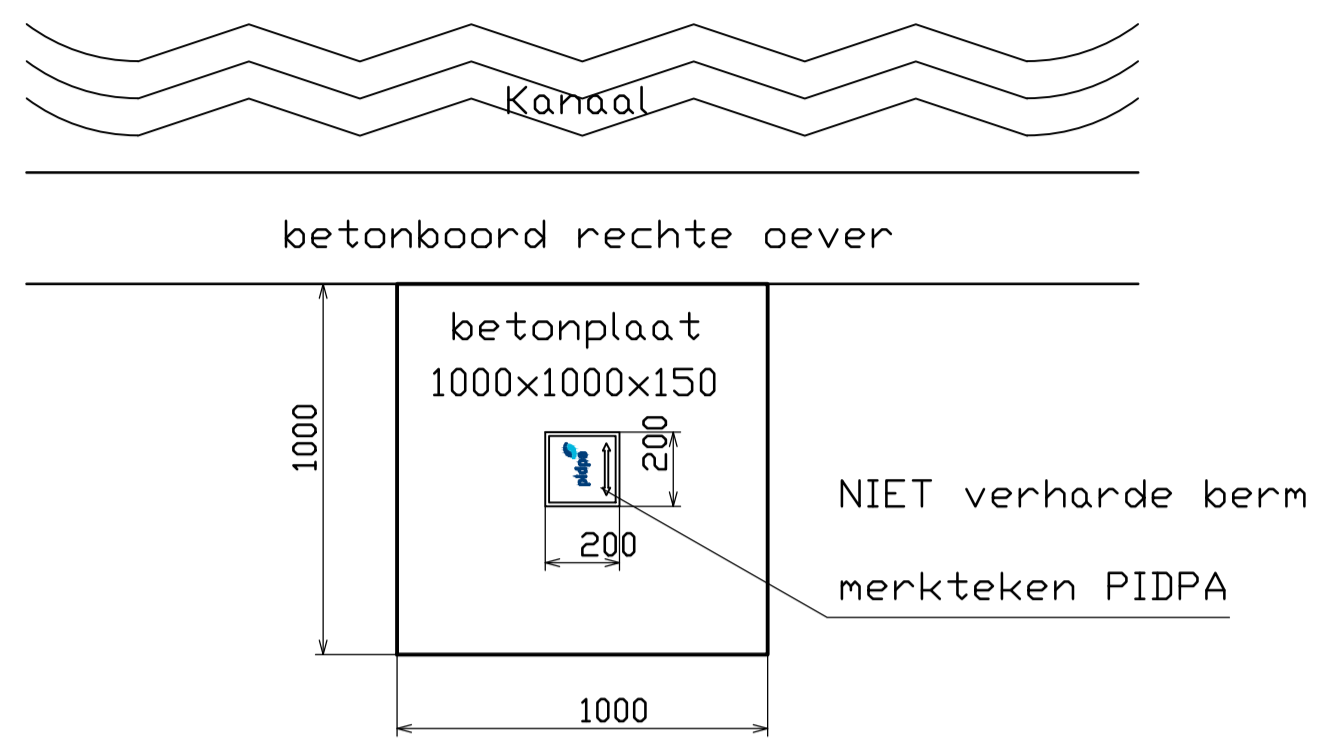 Kanaal
betonboord rechte oever
betonplaat
1000x1000x150
1000
200
pidpa
200
NIET verharde berm
merkteken PIDPA
1000